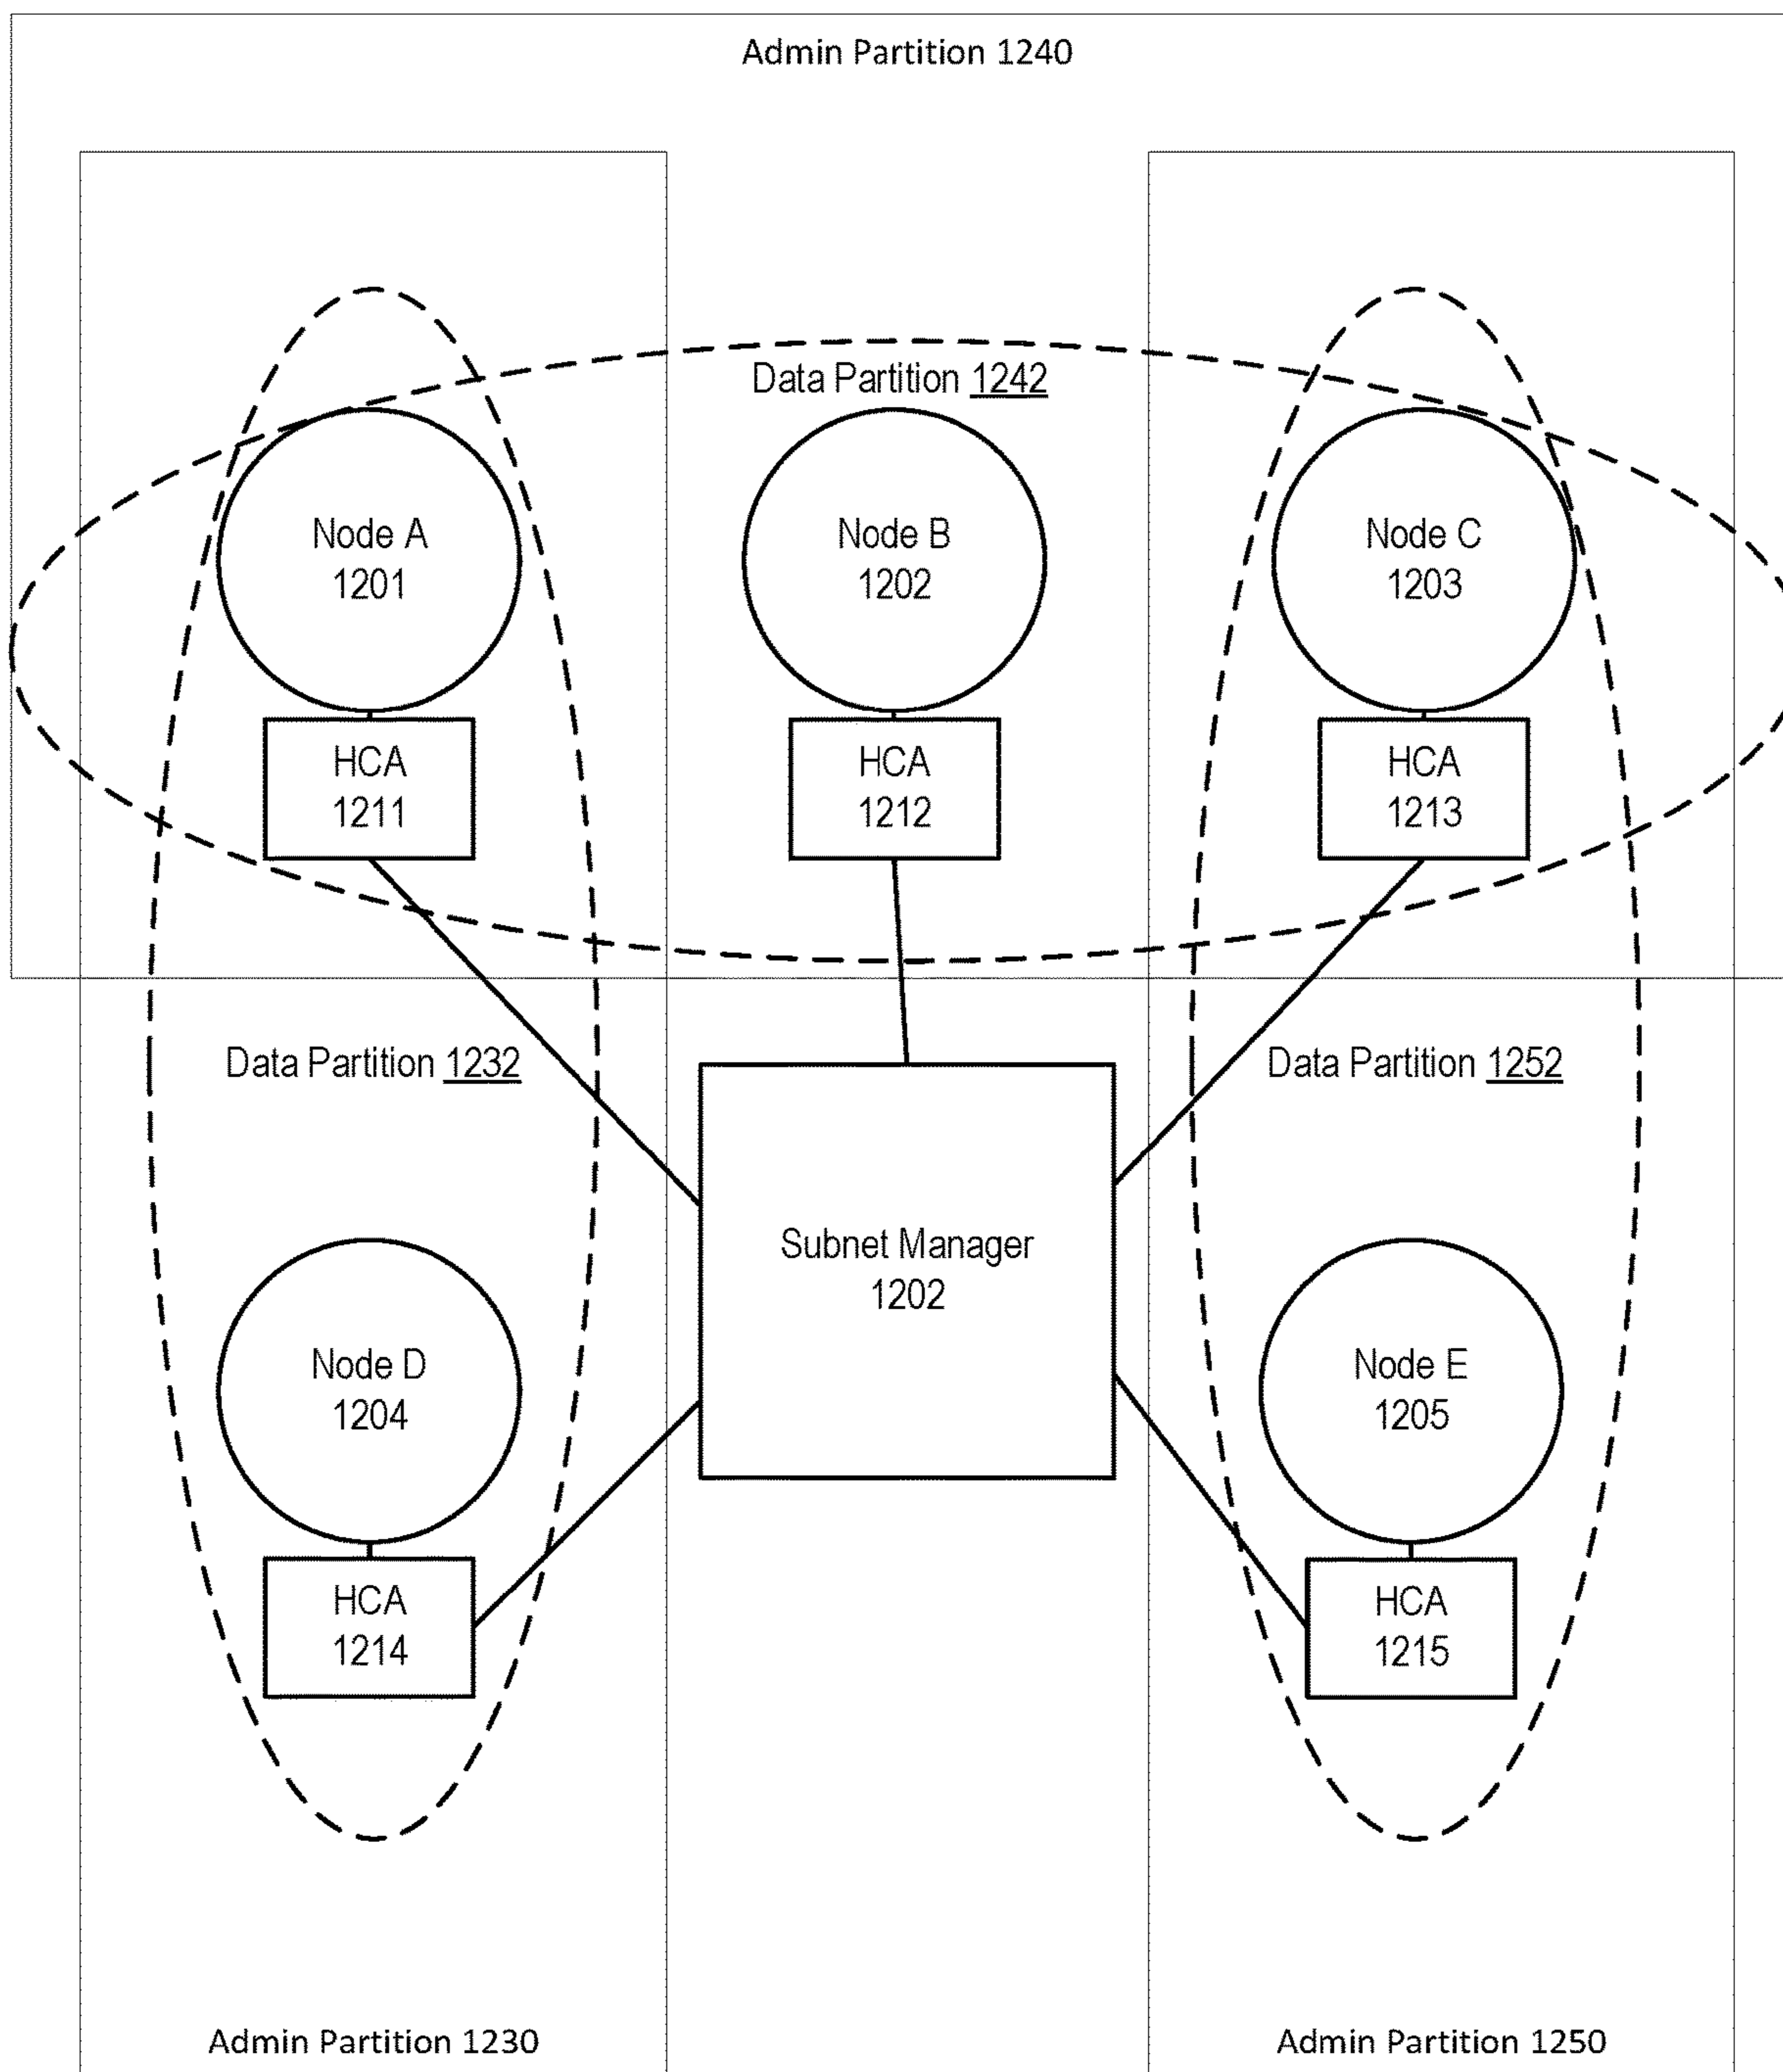 Admin Partition 1240
Data Partition 1242
Node A
1201
Node B
1202
Node C
1203
HCA
1211
HCA
1212
HCA
1213
Data Partition 1232
Data Partition 1252
Subnet Manager
1202
Node D
1204
Node E
1205
HCA
1214
HCA
1215
Admin Partition 1230
Admin Partition 1250